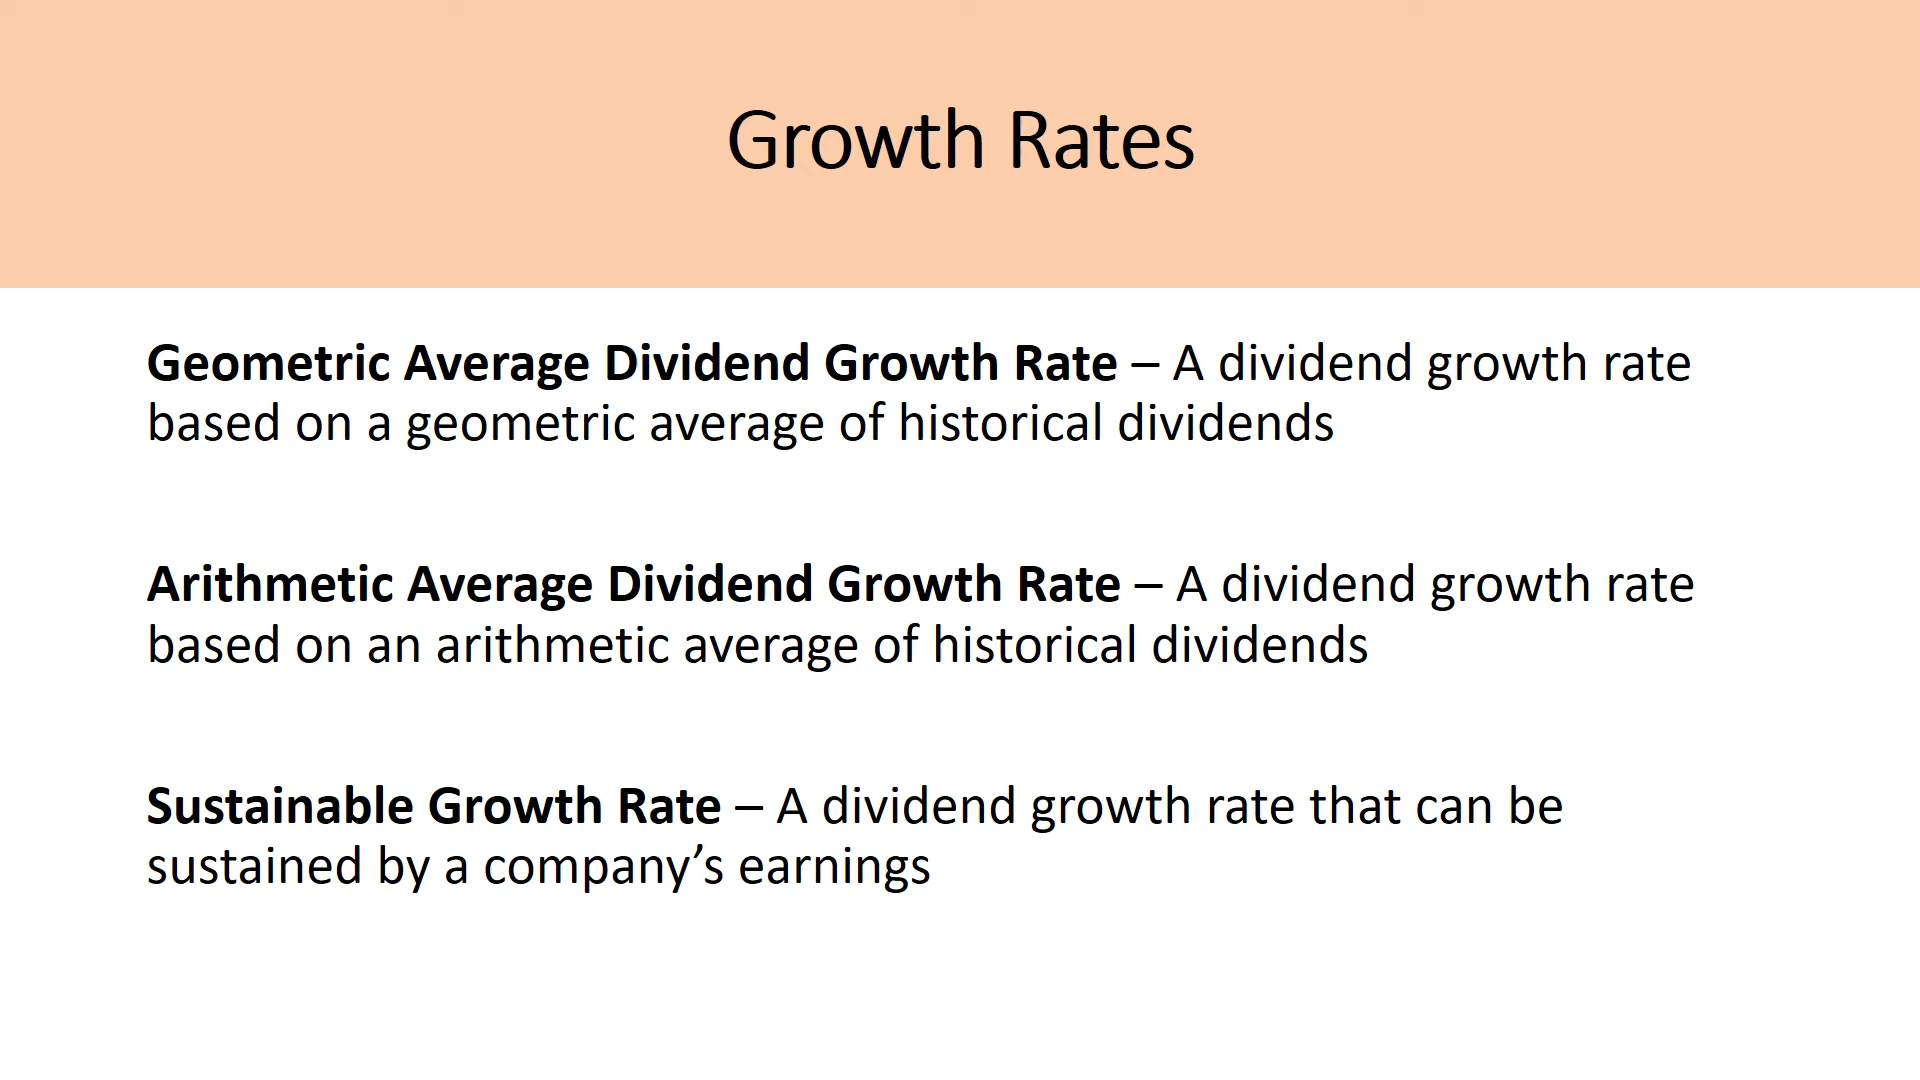 Growth Rates
Geometric Average Dividend Growth Rate – A dividend growth rate
based on a geometric average of historical dividends
Arithmetic Average Dividend Growth Rate – A dividend growth rate
based on an arithmetic average of historical dividends
Sustainable Growth Rate – A dividend growth rate that can be
sustained by a company’s earnings